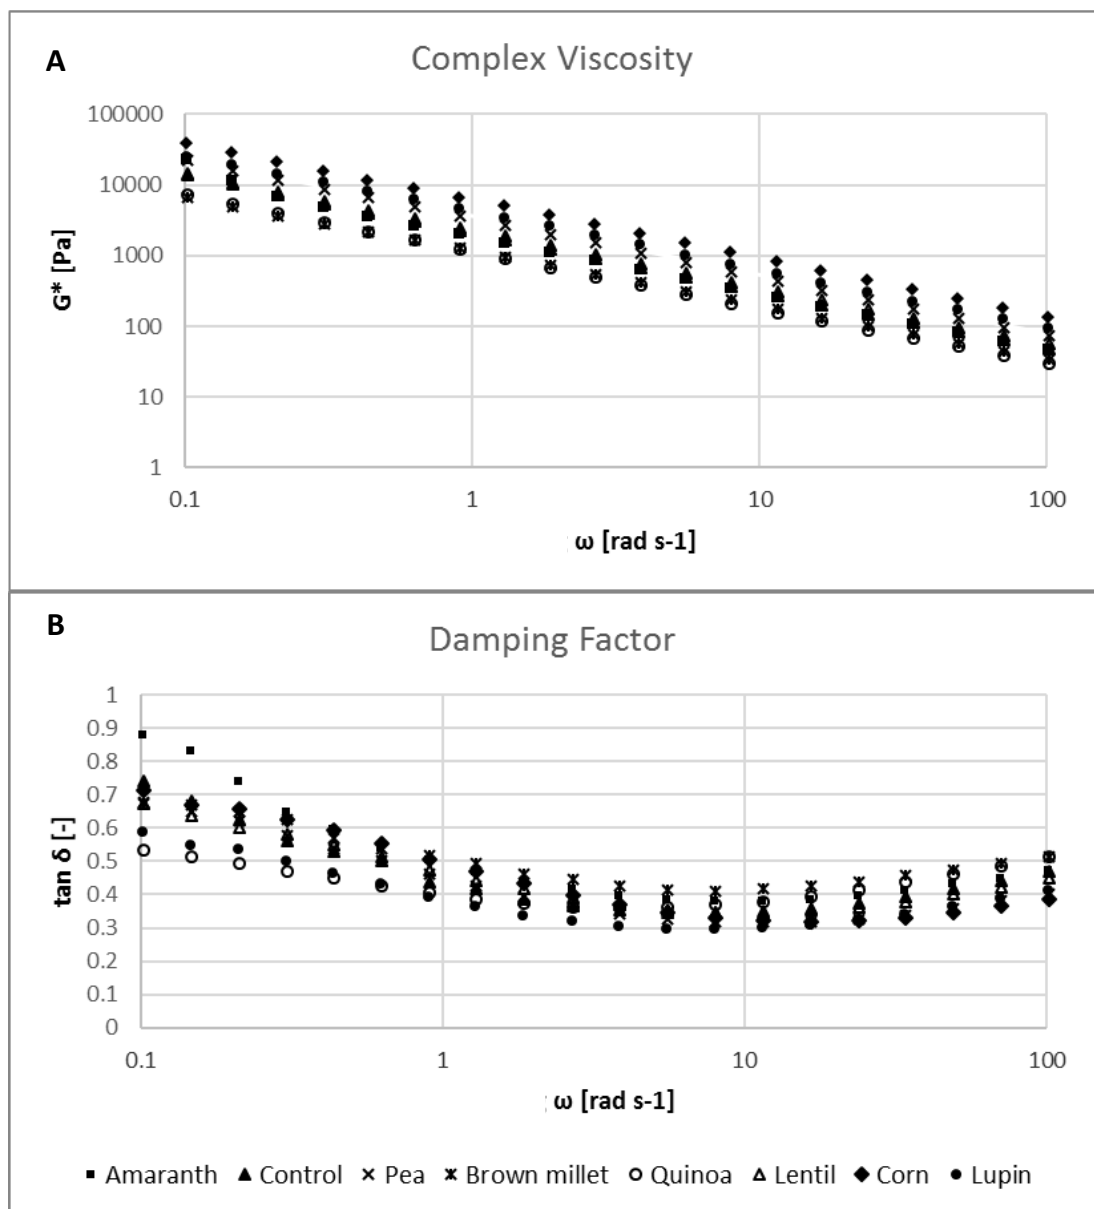 A
Complex Viscosity
100000
10000
1000
100
10
1
G* [Pa]
0.1 1 10 100
ω [rad s-1]
B
Damping Factor
1
0.9
0.8
0.7
0.6
0.5
0.4
0.3
0.2
0.1
0
tan δ [-]
0.1 1 10 100
ω [rad s-1]
Amaranth Control Pea Brown millet Quinoa Lentil Corn Lupin